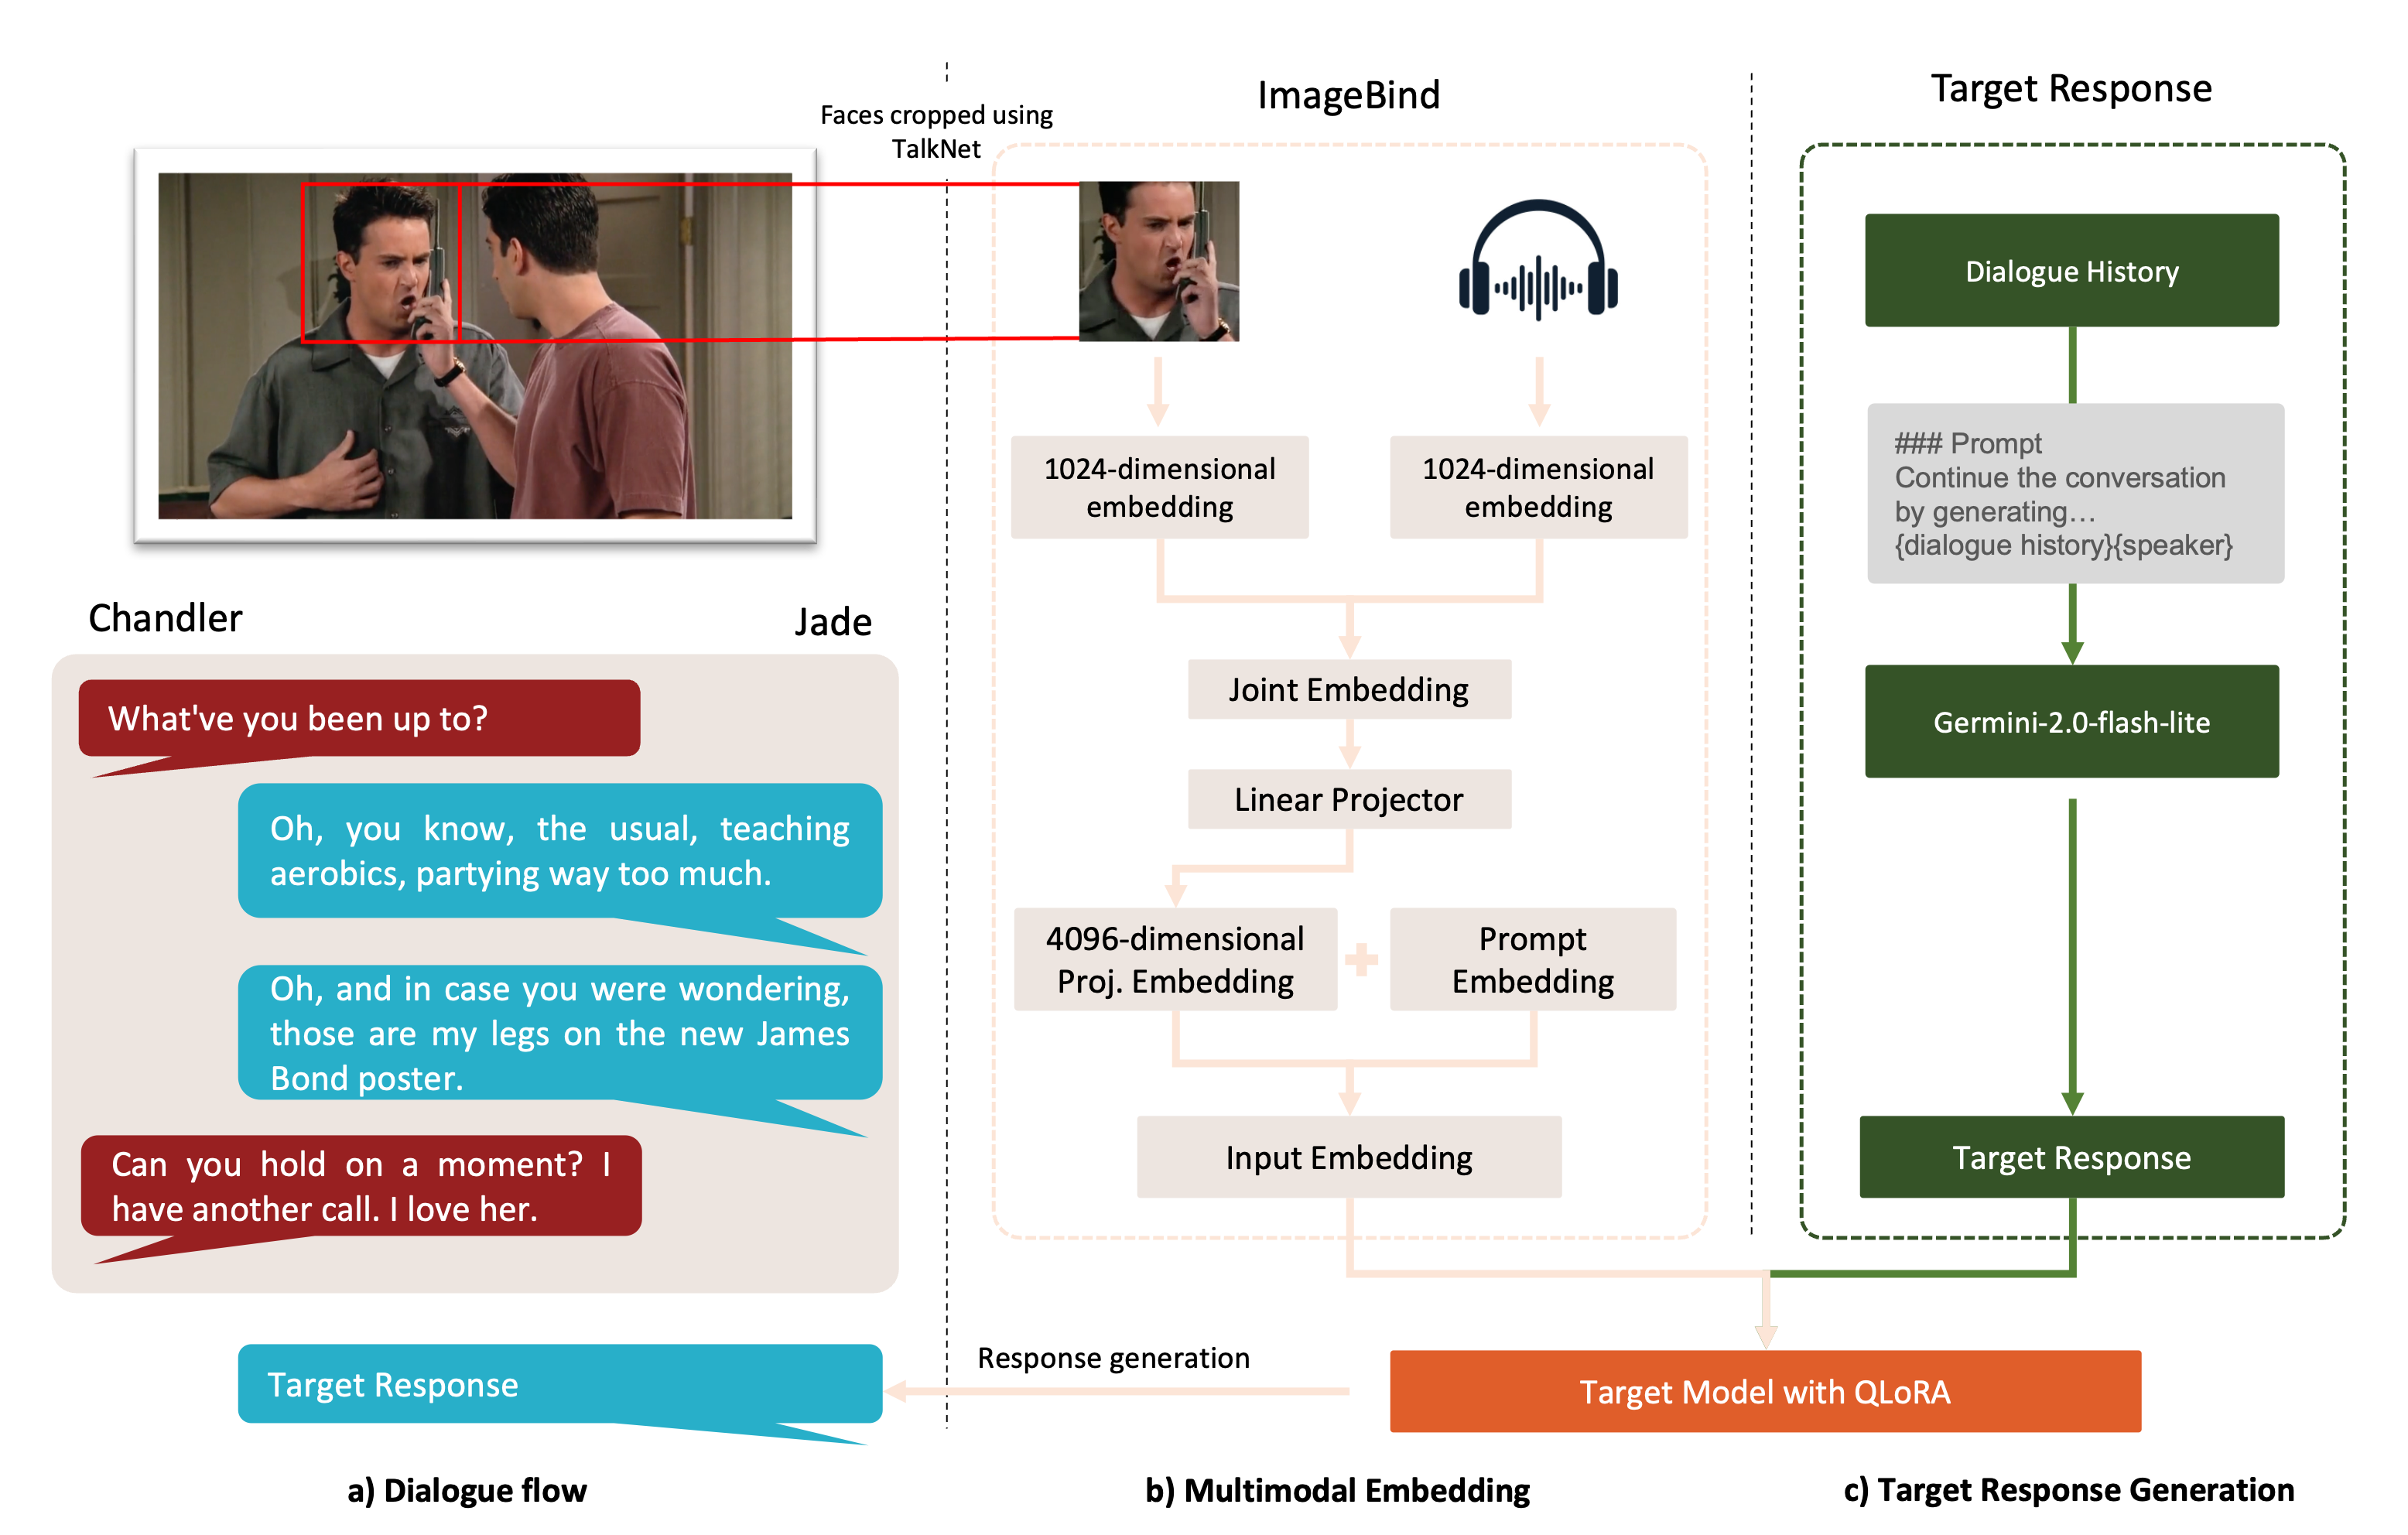 Faces cropped using
TalkNet
Chandler
Jade
What've you been up to?
Oh, you know, the usual, teaching
aerobics, partying way too much.
Oh, and in case you were wondering,
those are my legs on the new James
Bond poster.
Can you hold on a moment? I
have another call. I love her.
Target Response
a) Dialogue flow
ImageBind
1024-dimensional
embedding
1024-dimensional
embedding
Joint Embedding
Linear Projector
4096-dimensional
Proj. Embedding
+
Prompt
Embedding
Input Embedding
Response generation
Target Model with QLoRA
b) Multimodal Embedding
Target Response
Dialogue History
### Prompt
Continue the conversation
by generating...
{dialogue history}{speaker}
Germini-2.0-flash-lite
Target Response
c) Target Response Generation